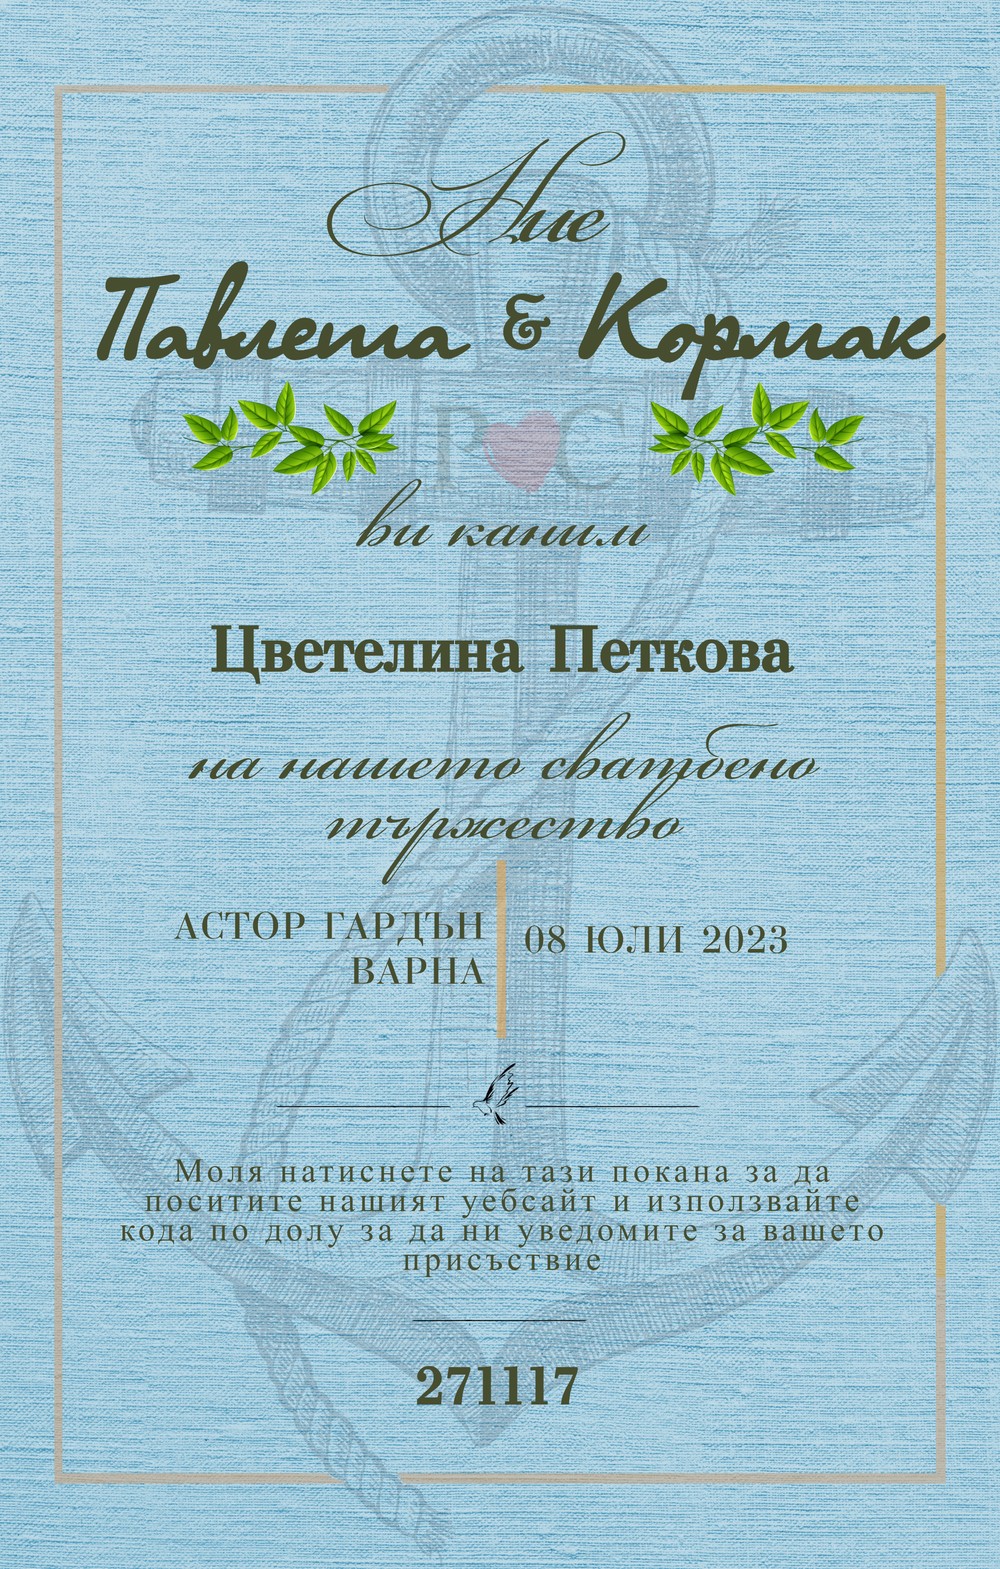 Ние
Павлета & Кормак
P C
ви каним
Цветелина Петкова
на нашето сватбено
тържество
АСТОР ГАРДЪН
ВАРНА
08 ЮЛИ 2023
Моля натиснете на тази покана за да
поситите нашият уебсайт и използвайте
кода по долу за да ни уведомите за вашето
присъствие
271117